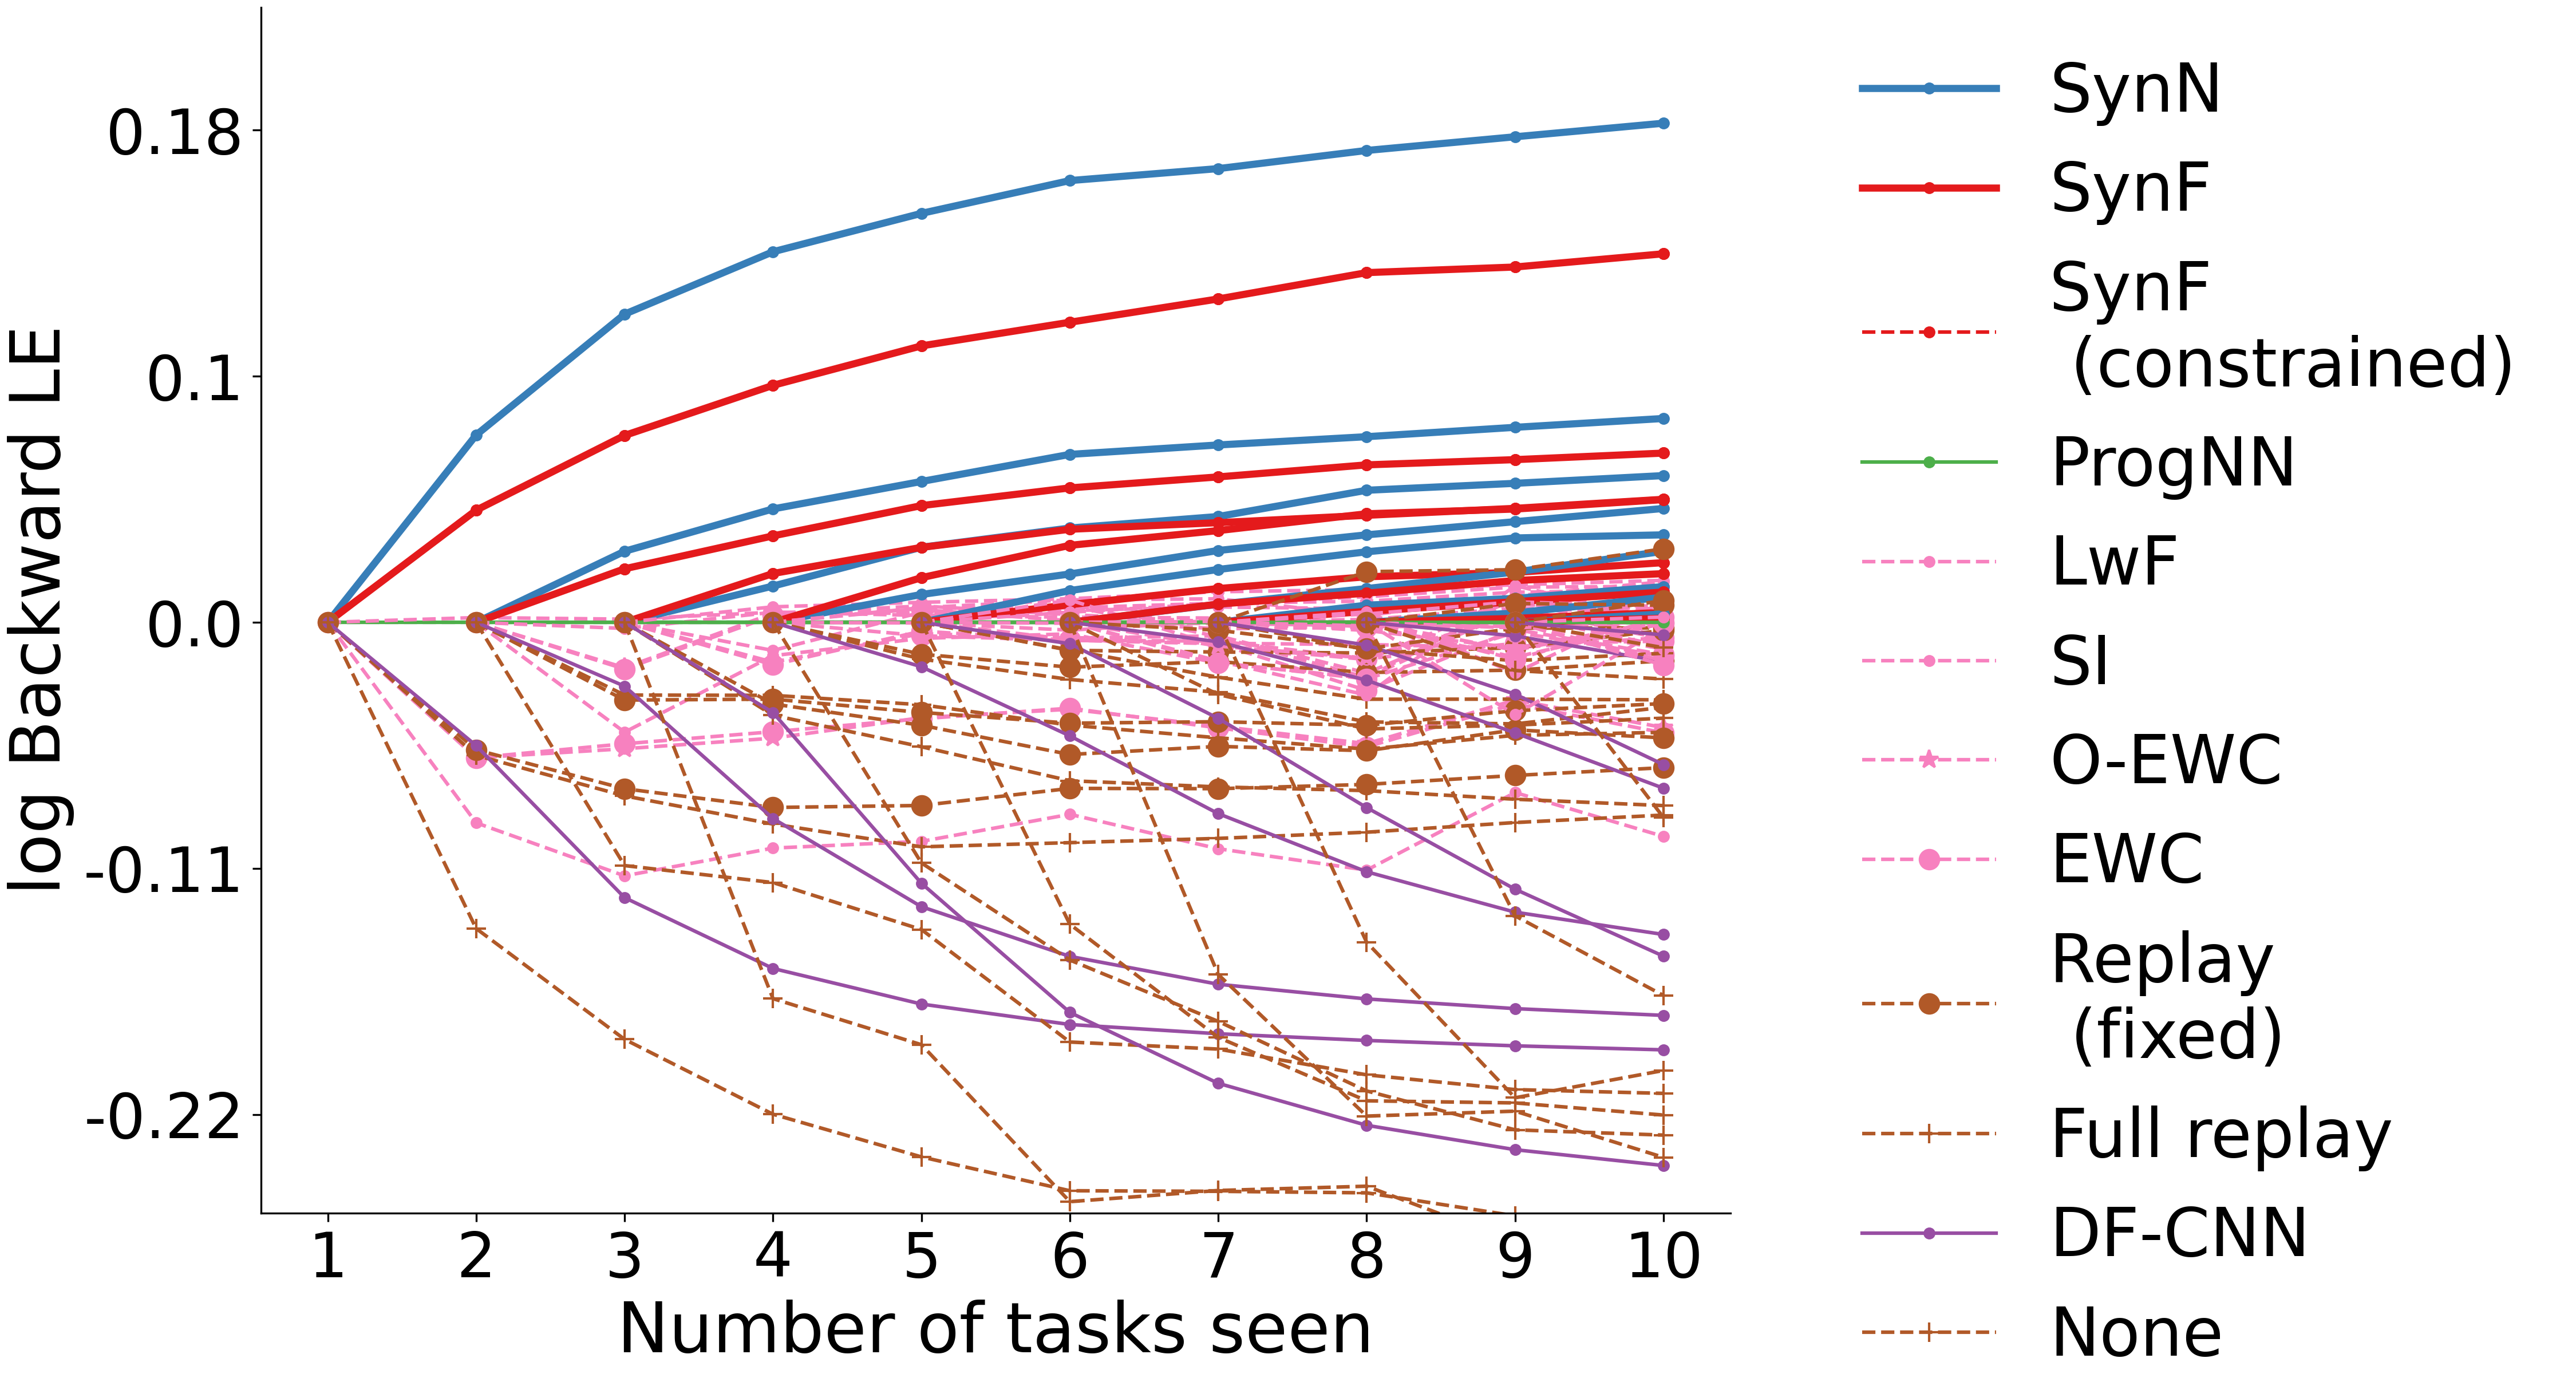 log Backward LE
0.18
0.1
0.0
-0.11
-0.22
1 2 3 4 5 6 7 8 9 10
Number of tasks seen
SynN
SynF
SynF
(constrained)
ProgNN
LwF
SI
O-EWC
EWC
Replay
(fixed)
Full replay
DF-CNN
None